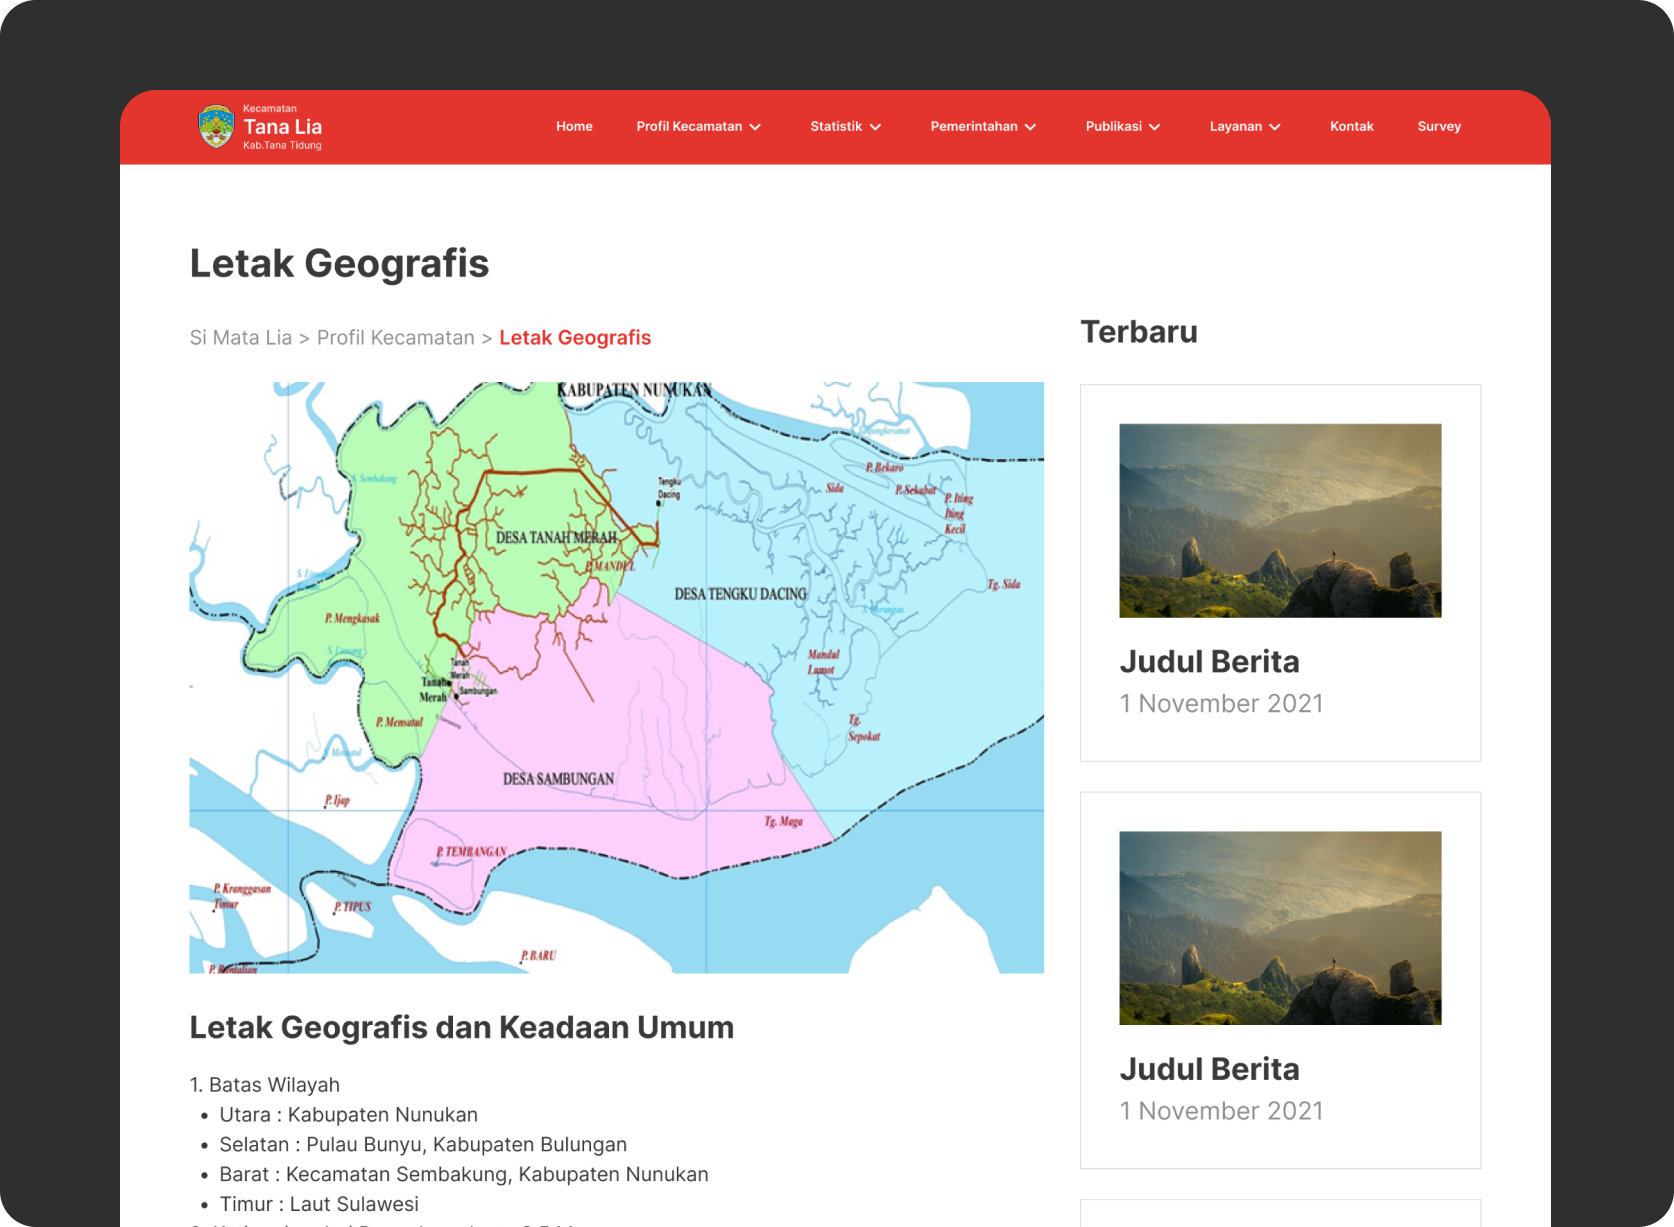 Kecamatan
Tana Lia
Kab.Tana Tidung
Home
Profil Kecamatan
Statistik
Pemerintahan
Publikasi
Layanan
Kontak
Survey
Letak Geografis
Si Mata Lia > Profil Kecamatan > Letak Geografis
KABUPATEN NUNUKAN
S. Sembakung
P. Bekaro
Sida
P. Sekabat
P. Iting
Iting
Kecil
Tengku
Dacing
DESA TANAH MERAH
P. MANDUL
DESA TENGKU DACING
Tg. Sida
P. Mengkasak
Mandul
Lumot
Tanah
Merah
Tanah
Merah
Sambungan
P. Mensatul
Tg.
Sepokat
DESA SAMBUNGAN
P. Ijap
Tg. Maga
P. TEMBANGAN
P. Kranggasan
Timur
P. TIPUS
P. BARU
Letak Geografis dan Keadaan Umum
1. Batas Wilayah
• Utara : Kabupaten Nunukan
• Selatan : Pulau Bunyu, Kabupaten Bulungan
• Barat : Kecamatan Sembakung, Kabupaten Nunukan
• Timur : Laut Sulawesi
Terbaru
Judul Berita
1 November 2021
Judul Berita
1 November 2021